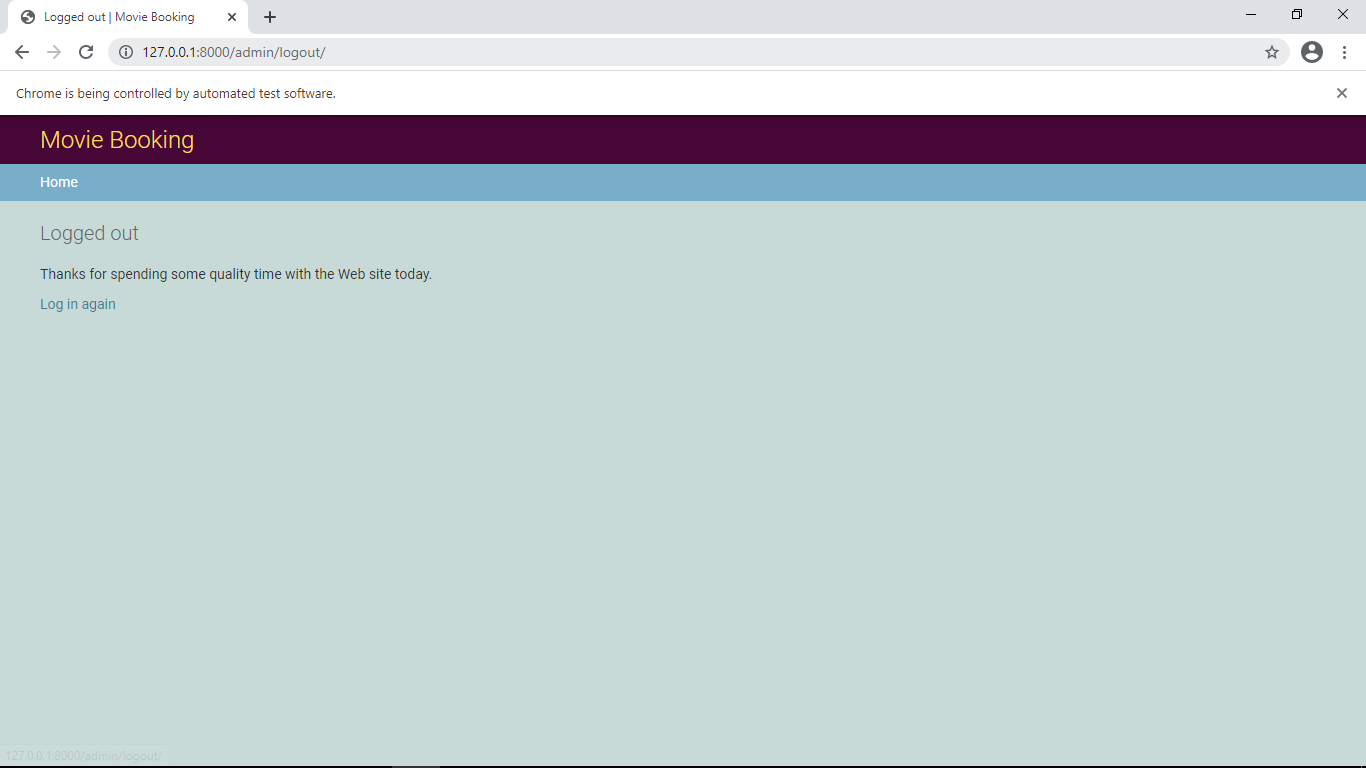 Logged out | Movie Booking
127.0.0.1:8000/admin/logout/
Chrome is being controlled by automated test software.
Movie Booking
Home
Logged out
Thanks for spending some quality time with the Web site today.
Log in again
127.0.0.1:8000/admin/logout/